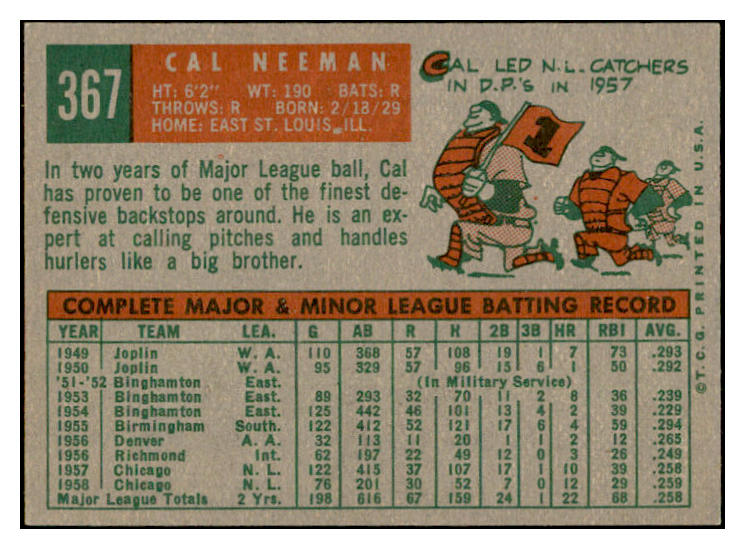 367
CAL NEEMAN
HT: 6'2" WT: 190 BATS: R
THROWS: R BORN: 2/18/29
HOME: EAST ST. LOUIS, ILL.
CAL LED N.L. CATCHERS
IN D.P.'S IN 1957
1
In two years of Major League ball, Cal
has proven to be one of the finest de-
fensive backstops around. He is an ex-
pert at calling pitches and handles
hurlers like a big brother.
COMPLETE MAJOR & MINOR LEAGUE BATTING RECORD
YEAR TEAM LEA. G AB R H 2B 3B HR RBI AVG.
1949 Joplin W. A. 110 368 57 108 19 1 7 73 .293
1950 Joplin W. A. 95 329 57 96 15 6 1 50 .292
'51-'52 Binghamton East. (In Military Service)
1953 Binghamton East. 89 293 32 70 11 2 8 36 .239
1954 Binghamton East. 125 442 46 101 13 4 2 39 .229
1955 Birmingham South. 122 412 52 121 17 6 4 59 .294
1956 Denver A. A. 32 113 11 20 1 1 2 12 .265
1956 Richmond Int. 62 197 22 49 12 0 3 26 .249
1957 Chicago N. L. 122 415 37 107 17 1 10 39 .258
1958 Chicago N. L. 76 201 30 52 7 0 12 29 .259
Major League Totals 2 Yrs. 198 616 67 159 24 1 22 68 .258
© T.C.G. PRINTED IN U.S.A.